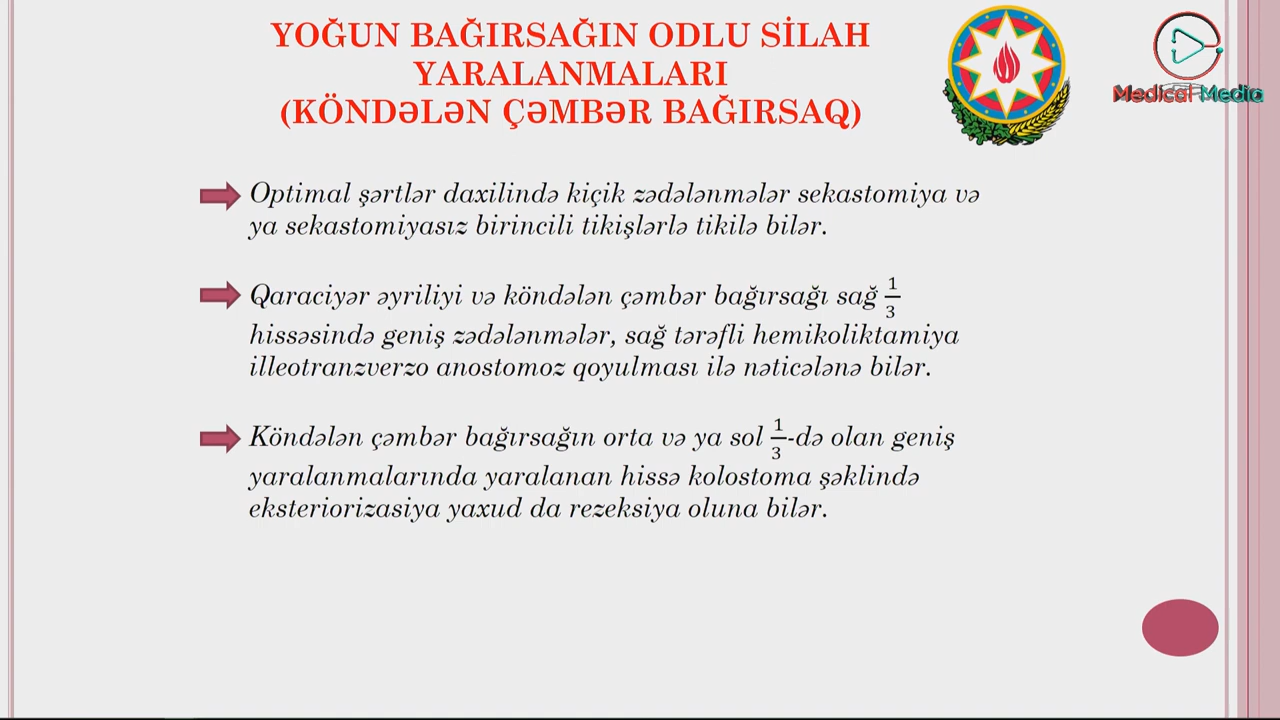 YOĞUN BAĞIRSAĞIN ODLU SİLAH
YARALANMALARI
(KÖNDƏLƏN ÇƏMBƏR BAĞIRSAQ)
Medical Media
Optimal şərtlər daxilində kiçik zədələnmələr sekastomiya və
ya sekastomiyasız birincili tikişlərlə tikilə bilər.
Qaraciyər əyriliyi və köndələn çəmbər bağırsağı sağ 1/3
hissəsində geniş zədələnmələr, sağ tərəfli hemikoliktamiya
illeotranzverzo anostomoz qoyulması ilə nəticələnə bilər.
Köndələn çəmbər bağırsağın orta və ya sol 1/3-də olan geniş
yaralanmalarında yaralanan hissə kolostoma şəklində
eksteriorizasiya yaxud da rezeksiya oluna bilər.